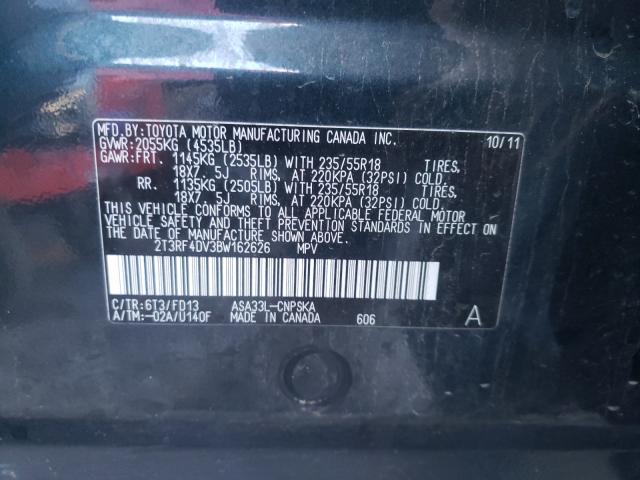 MFD.BY:TOYOTA MOTOR MANUFACTURING CANADA INC. 10/11
GVWR:2055KG (4535LB)
GAWR:FRT. 1145KG (2535LB) WITH 235/55R18 TIRES,
18X7 . 5J RIMS, AT 220KPA (32PSI) COLD.
RR. 1135KG (2505LB) WITH 235/55R18 TIRES,
18X7 . 5J RIMS, AT 220KPA (32PSI) COLD.
THIS VEHICLE CONFORMS TO ALL APPLICABLE FEDERAL MOTOR
VEHICLE SAFETY AND THEFT PREVENTION STANDARDS IN EFFECT ON
THE DATE OF MANUFACTURE SHOWN ABOVE.
2T3RF4DV3BW162626 MPV
C/TR:6T3/FD13 ASA33L-CNPSKA
A/TM:-02A/U140F MADE IN CANADA 606 A